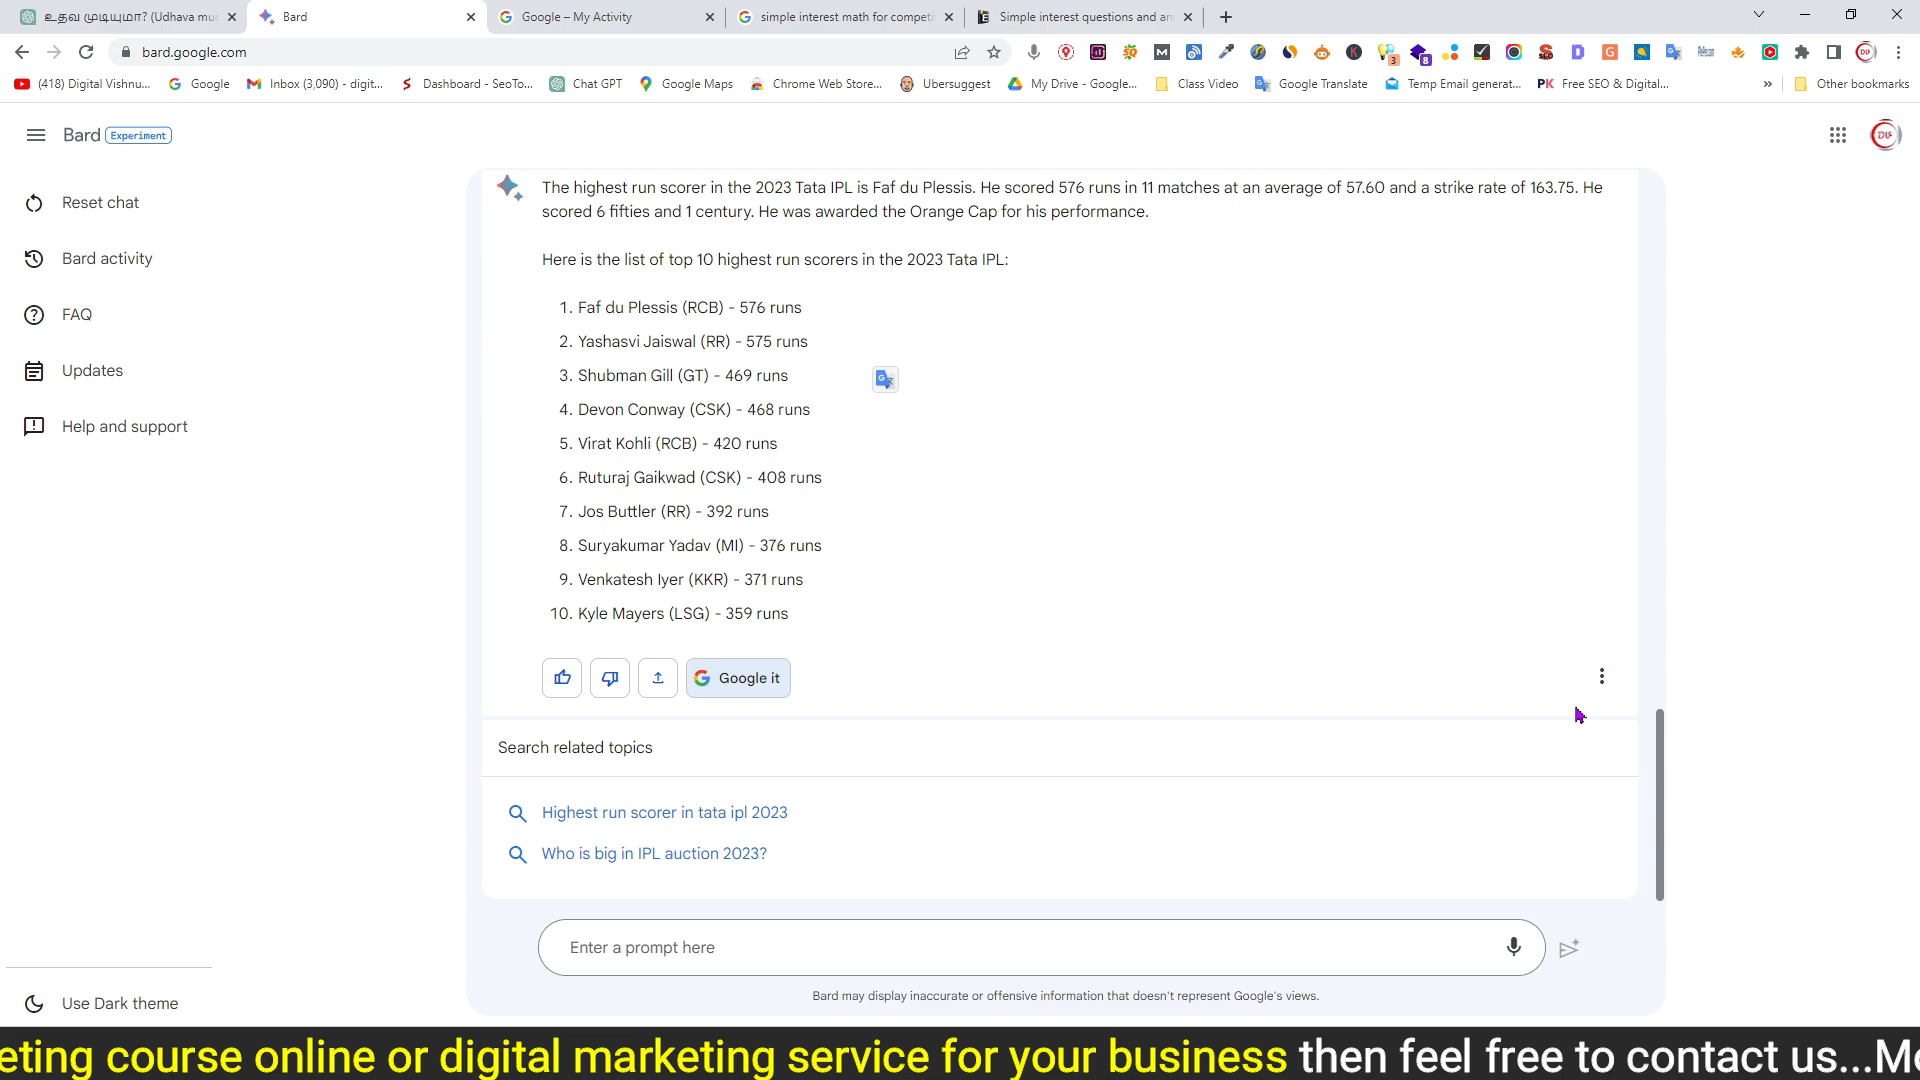 உதவ முடியுமா? (Udhava muc
Bard
Google – My Activity
simple interest math for competit
Simple interest questions and an
bard.google.com
(418) Digital Vishnu...
Google
Inbox (3,090) - digit...
Dashboard - SeoTo...
Chat GPT
Google Maps
Chrome Web Store...
Ubersuggest
My Drive - Google...
Class Video
Google Translate
Temp Email generat...
PK Free SEO & Digital...
»
Other bookmarks
Bard Experiment
Reset chat
Bard activity
FAQ
Updates
Help and support
Use Dark theme
The highest run scorer in the 2023 Tata IPL is Faf du Plessis. He scored 576 runs in 11 matches at an average of 57.60 and a strike rate of 163.75. He
scored 6 fifties and 1 century. He was awarded the Orange Cap for his performance.
Here is the list of top 10 highest run scorers in the 2023 Tata IPL:
1. Faf du Plessis (RCB) - 576 runs
2. Yashasvi Jaiswal (RR) - 575 runs
3. Shubman Gill (GT) - 469 runs
4. Devon Conway (CSK) - 468 runs
5. Virat Kohli (RCB) - 420 runs
6. Ruturaj Gaikwad (CSK) - 408 runs
7. Jos Buttler (RR) - 392 runs
8. Suryakumar Yadav (MI) - 376 runs
9. Venkatesh Iyer (KKR) - 371 runs
10. Kyle Mayers (LSG) - 359 runs
Google it
Search related topics
Highest run scorer in tata ipl 2023
Who is big in IPL auction 2023?
Enter a prompt here
Bard may display inaccurate or offensive information that doesn't represent Google's views.
eting course online or digital marketing service for your business then feel free to contact us...Mo